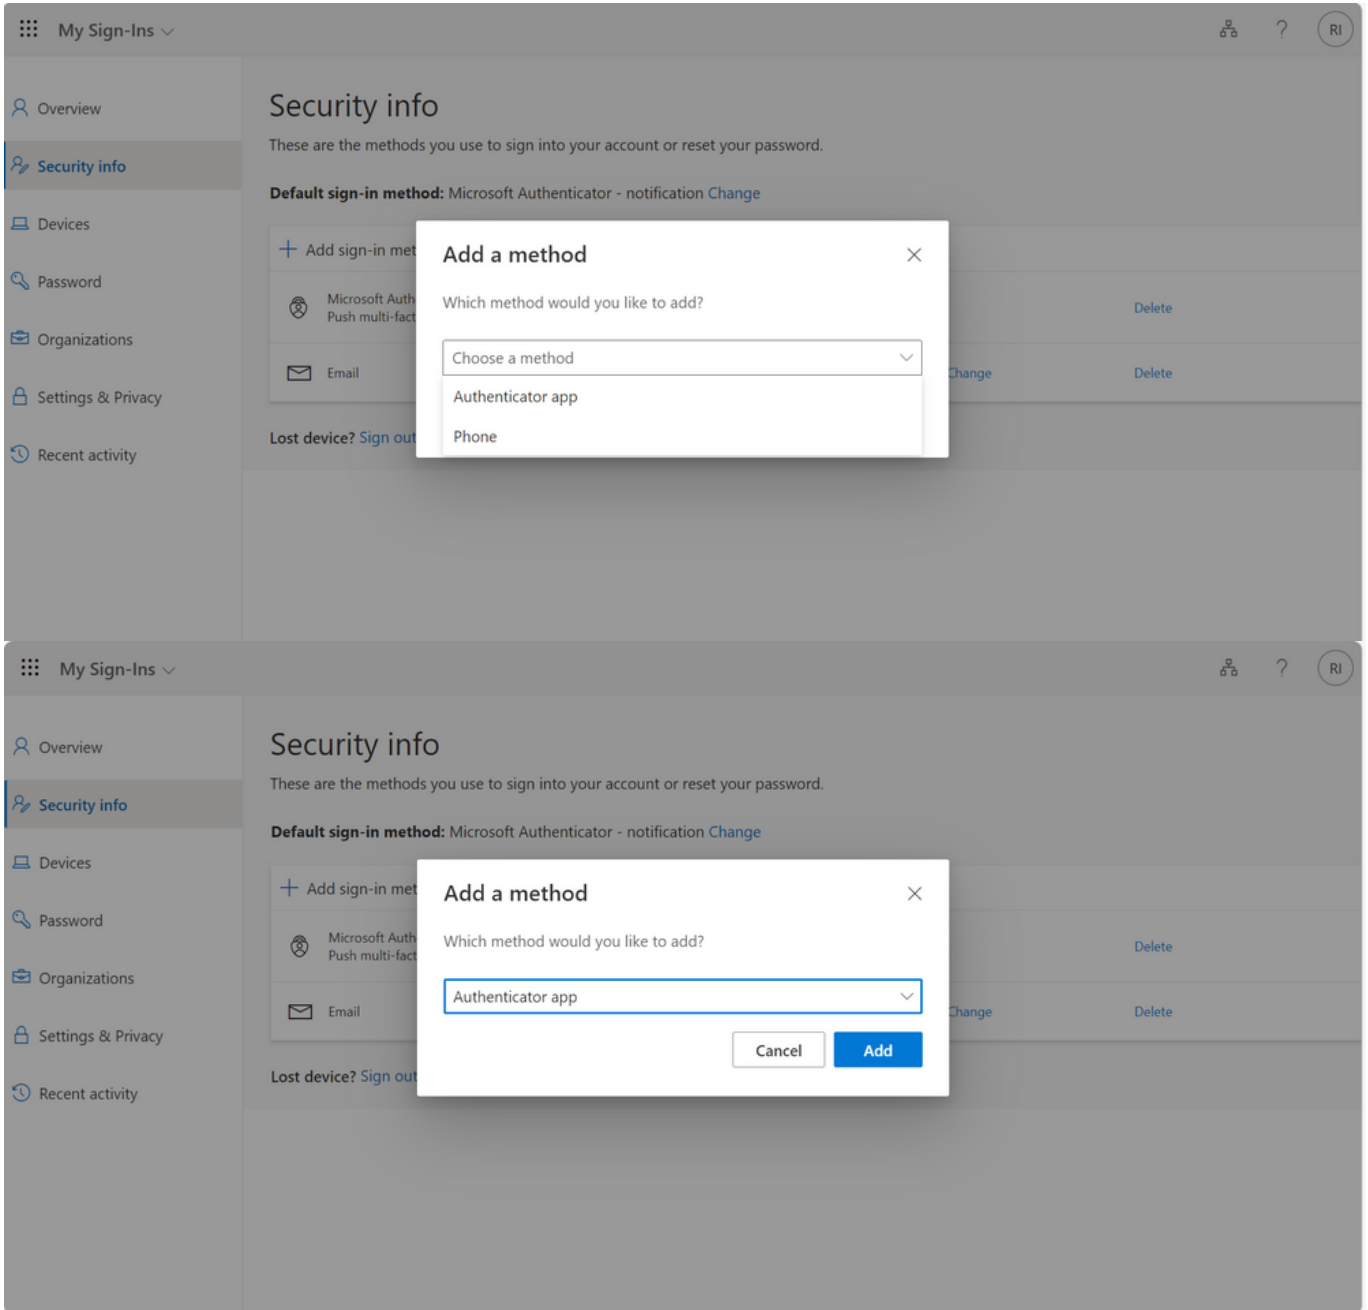 My Sign-Ins
RI
Overview
Security info
Devices
Password
Organizations
Settings & Privacy
Recent activity
Security info
These are the methods you use to sign into your account or reset your password.
Default sign-in method: Microsoft Authenticator - notification Change
Add sign-in met
Microsoft Auth
Push multi-fact
Delete
Email
Change
Delete
Lost device? Sign out
Add a method
Which method would you like to add?
Choose a method
Authenticator app
Phone
My Sign-Ins
RI
Overview
Security info
Devices
Password
Organizations
Settings & Privacy
Recent activity
Security info
These are the methods you use to sign into your account or reset your password.
Default sign-in method: Microsoft Authenticator - notification Change
Add sign-in met
Microsoft Auth
Push multi-fact
Delete
Email
Change
Delete
Lost device? Sign out
Add a method
Which method would you like to add?
Authenticator app
Cancel
Add